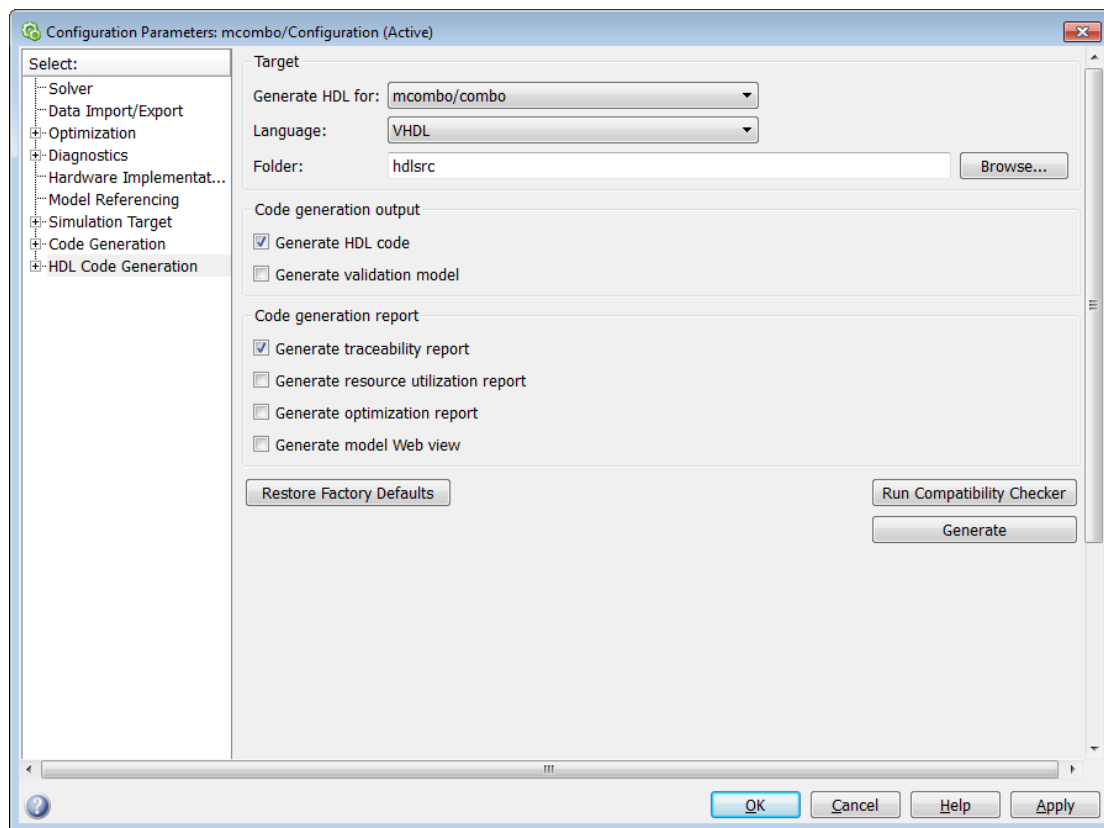 Configuration Parameters: mcombo/Configuration (Active)
Select:
Solver
Data Import/Export
Optimization
Diagnostics
Hardware Implementat...
Model Referencing
Simulation Target
Code Generation
HDL Code Generation
Target
Generate HDL for: mcombo/combo
Language: VHDL
Folder: hdlsrc Browse...
Code generation output
Generate HDL code
Generate validation model
Code generation report
Generate traceability report
Generate resource utilization report
Generate optimization report
Generate model Web view
Restore Factory Defaults Run Compatibility Checker
Generate
OK Cancel Help Apply